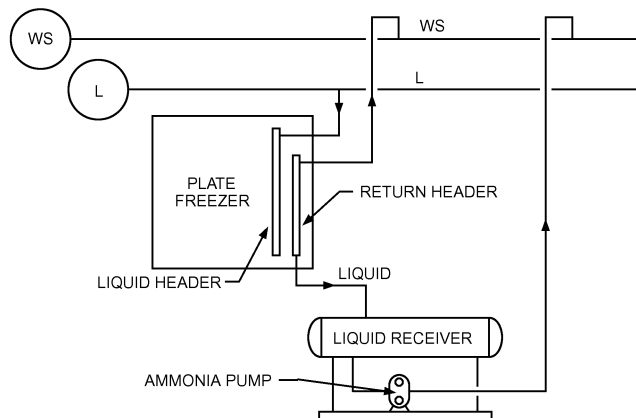 WS
WS
L
L
PLATE
FREEZER
RETURN HEADER
LIQUID HEADER
LIQUID
LIQUID RECEIVER
AMMONIA PUMP